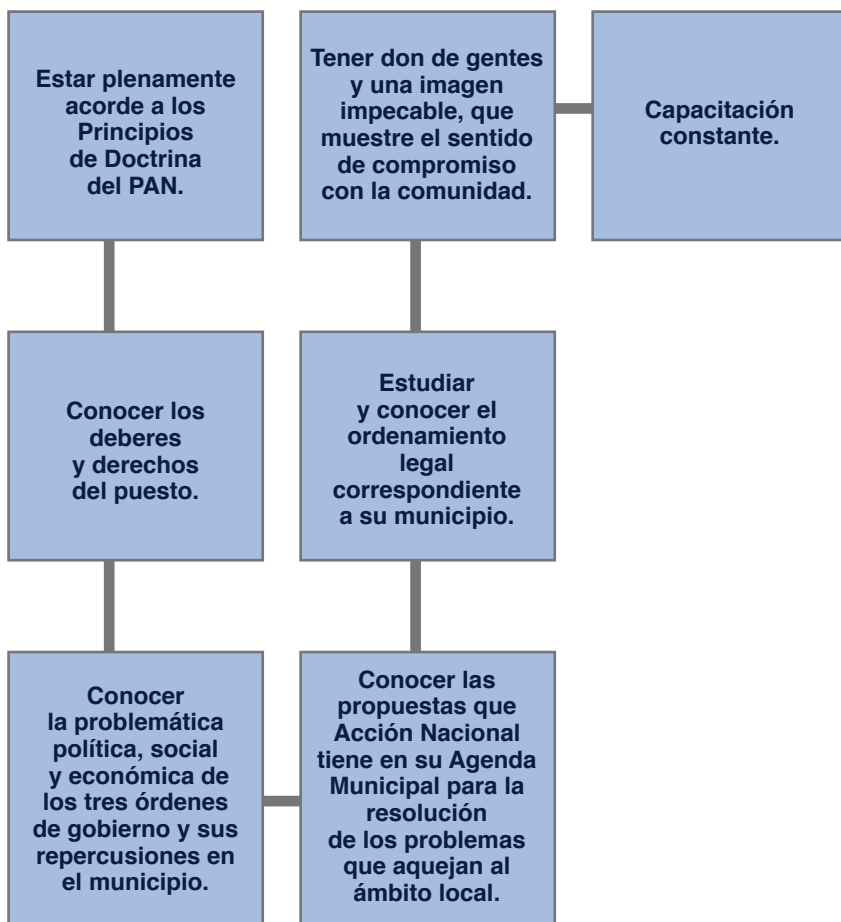 Estar plenamente
acorde a los
Principios
de Doctrina
del PAN.
Conocer los
deberes
y derechos
del puesto.
Conocer
la problemática
política, social
y económica de
los tres órdenes
de gobierno y sus
repercusiones en
el municipio.
Conocer las
propuestas que
Acción Nacional
tiene en su Agenda
Municipal para la
resolución
de los problemas
que aquejan al
ámbito local.
Estudiar
y conocer el
ordenamiento
legal
correspondiente
a su municipio.
Tener don de gentes
y una imagen
impecable, que
muestre el sentido
de compromiso
con la comunidad.
Capacitación
constante.